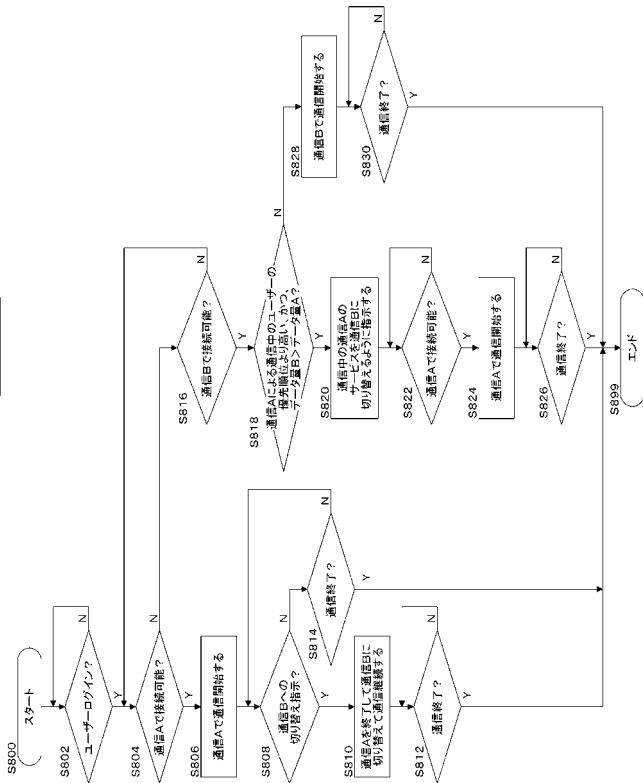 S800
スタート
S802
ユーザーログイン？
N
Y
S804
通信Aで接続可能？
N
Y
S806
通信Aで通信開始する
S808
通信Bへの
切り替え指示？
N
Y
S810
通信Aを終了して通信Bに
切り替えて通信継続する
S812
通信終了？
N
Y
S814
通信終了？
N
Y
S816
通信Bで接続可能？
N
Y
S818
通信Aによる通信中のユーザーの
優先順位より高い、かつ、
データ量B＞データ量A？
N
Y
S820
通信中の通信Aの
サービスを通信Bに
切り替えるように指示する
S822
通信Aで接続可能？
N
Y
S824
通信Aで通信開始する
S826
通信終了？
N
Y
S828
通信Bで通信開始する
S830
通信終了？
N
Y
S899
エンド